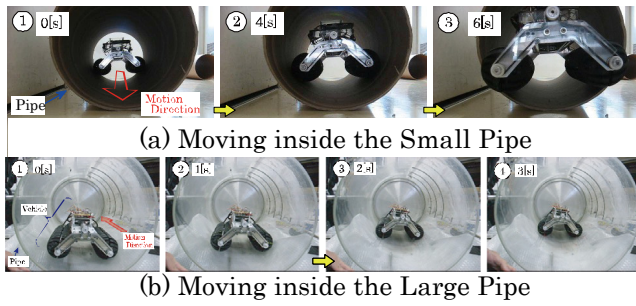 1 0[s]
2 4[s]
3 6[s]
Pipe
Motion
Direction
(a) Moving inside the Small Pipe
1 0[s]
2 1[s]
3 2[s]
4 3[s]
Vehicle
Motion
Direction
Pipe
(b) Moving inside the Large Pipe